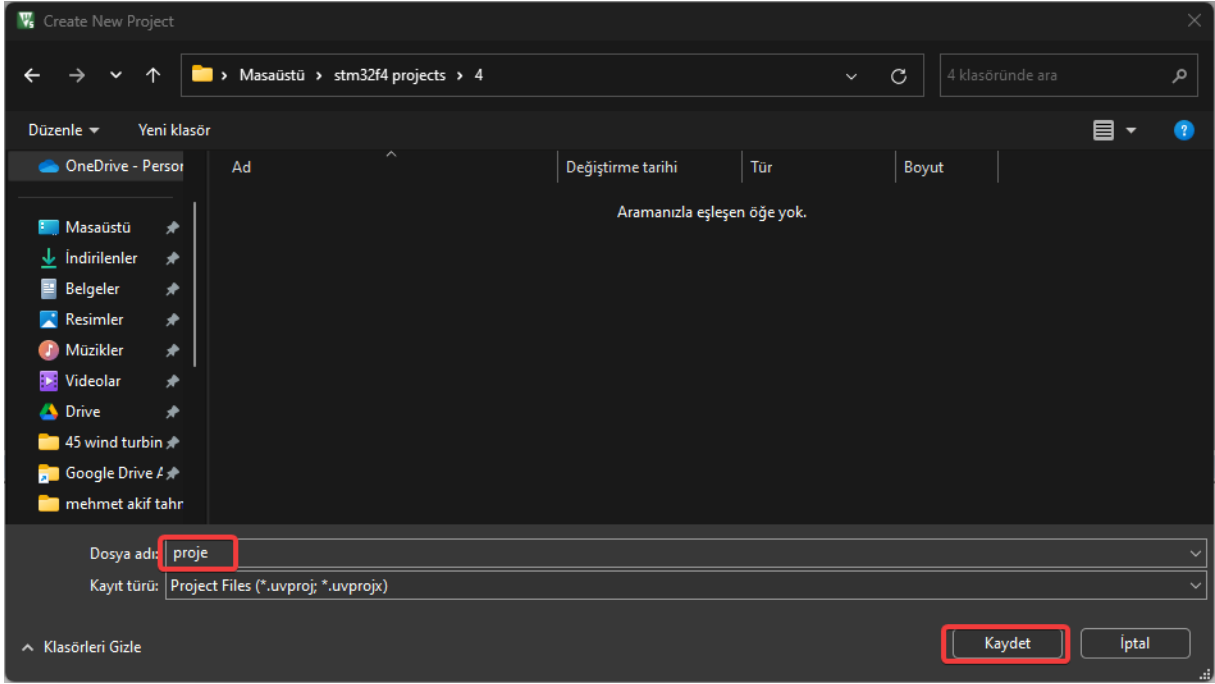 Create New Project
Masaüstü › stm32f4 projects › 4
4 klasöründe ara
Düzenle
Yeni klasör
OneDrive - Persor
Ad
Değiştirme tarihi
Tür
Boyut
Aramanızla eşleşen öğe yok.
Masaüstü
İndirilenler
Belgeler
Resimler
Müzikler
Videolar
Drive
45 wind turbin
Google Drive A
mehmet akif tahr
Dosya adı: proje
Kayıt türü: Project Files (*.uvproj; *.uvprojx)
Klasörleri Gizle
Kaydet
İptal